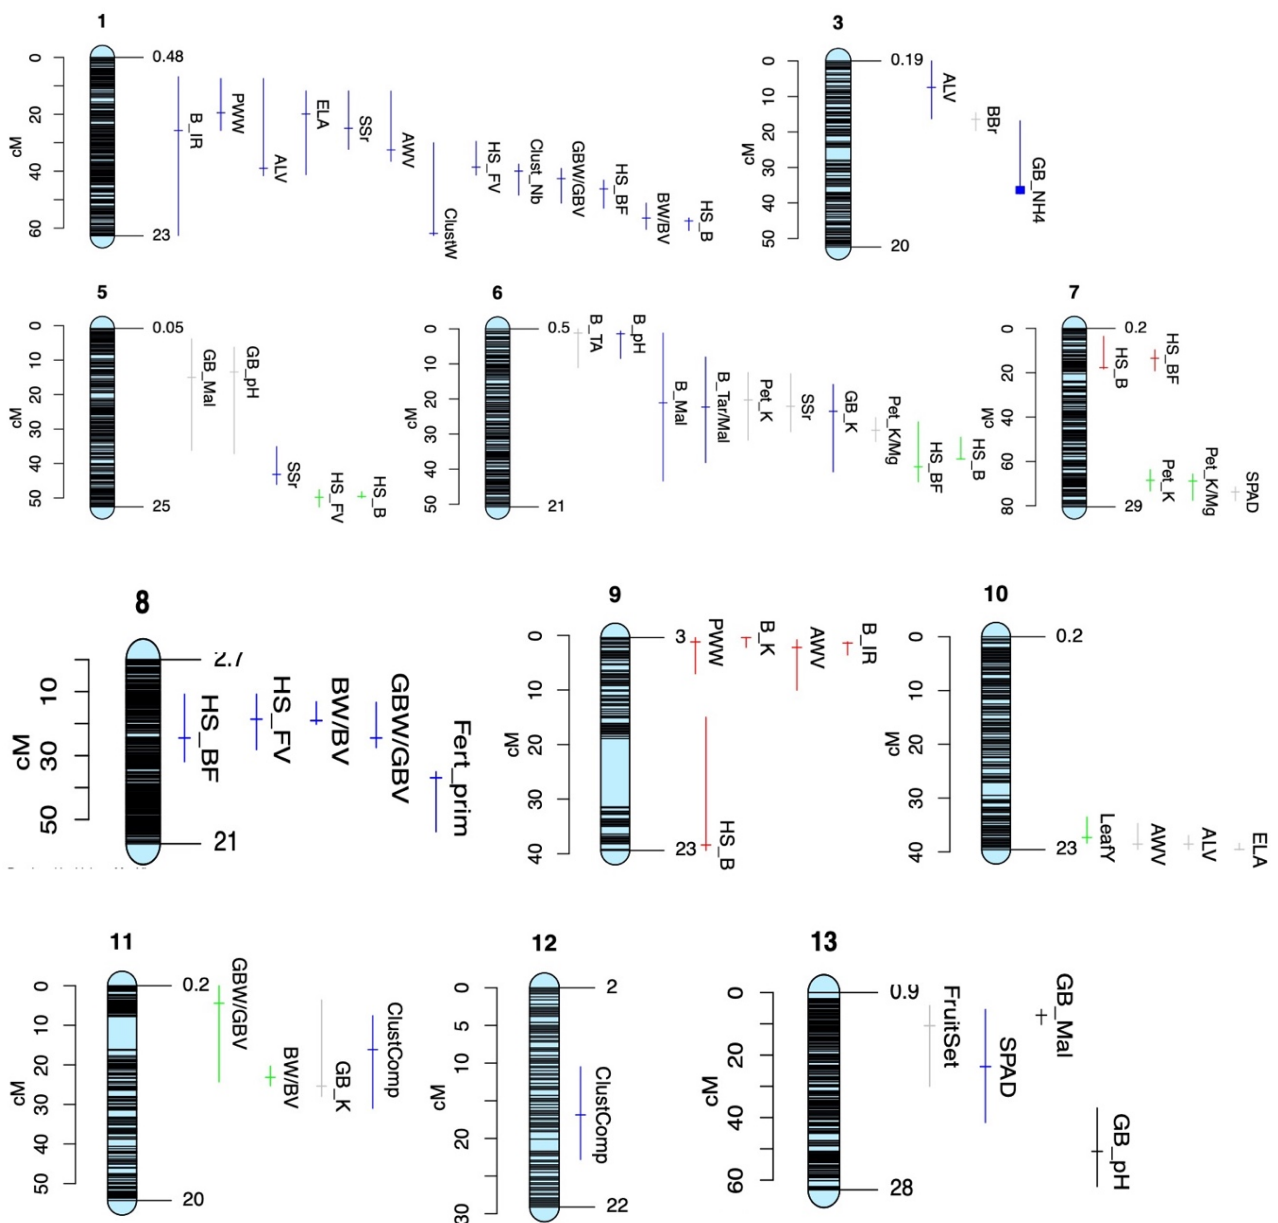 1
0.48
0
20
40
60
cM
23
B_IR
PWW
ALV
ELA
SSr
AWV
ClustW
HS_FV
Clust_Nb
GBW/GBV
HS_BF
BW/BV
HS_B
3
0.19
0
10
20
30
40
50
cM
20
ALV
BBr
GB_NH4
5
0.05
0
10
20
30
40
50
cM
25
GB_Mal
GB_pH
SSr
HS_FV
HS_B
6
0.5
0
10
20
30
40
50
cM
21
B_TA
B_pH
B_Mal
B_Tar/Mal
Pet_K
SSr
GB_K
Pet_K/Mg
HS_BF
HS_B
7
0.2
0
20
40
60
80
cM
29
HS_B
HS_BF
Pet_K
Pet_K/Mg
SPAD
8
2.7
10
30
50
cM
21
HS_BF
HS_FV
BW/BV
GBW/GBV
Fert_prim
9
3
0
10
20
30
40
cM
23
PWW
B_K
AWV
B_IR
HS_B
10
0.2
0
10
20
30
40
cM
23
LeafY
AWV
ALV
ELA
11
0.2
0
10
20
30
40
50
cM
20
GBW/GBV
BW/BV
GB_K
ClustComp
12
2
0
5
10
20
30
cM
22
ClustComp
13
0.9
0
20
40
60
cM
28
FruitSet
SPAD
GB_Mal
GB_pH